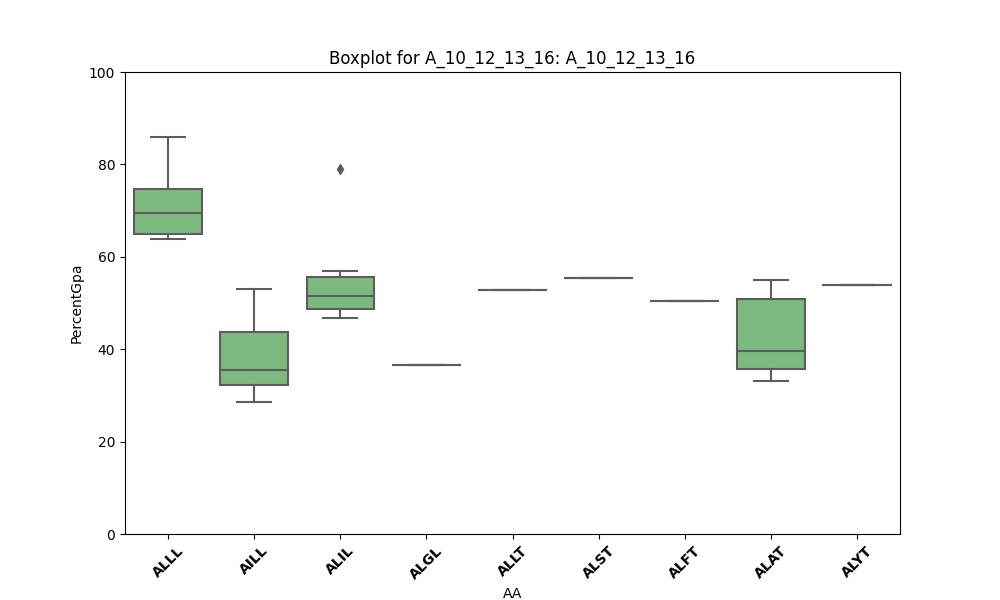 Boxplot for A_10_12_13_16: A_10_12_13_16
PercentGpa
100
80
60
40
20
0
ALLL
AILL
ALIL
ALGL
ALLT
ALST
ALFT
ALAT
ALYT
AA